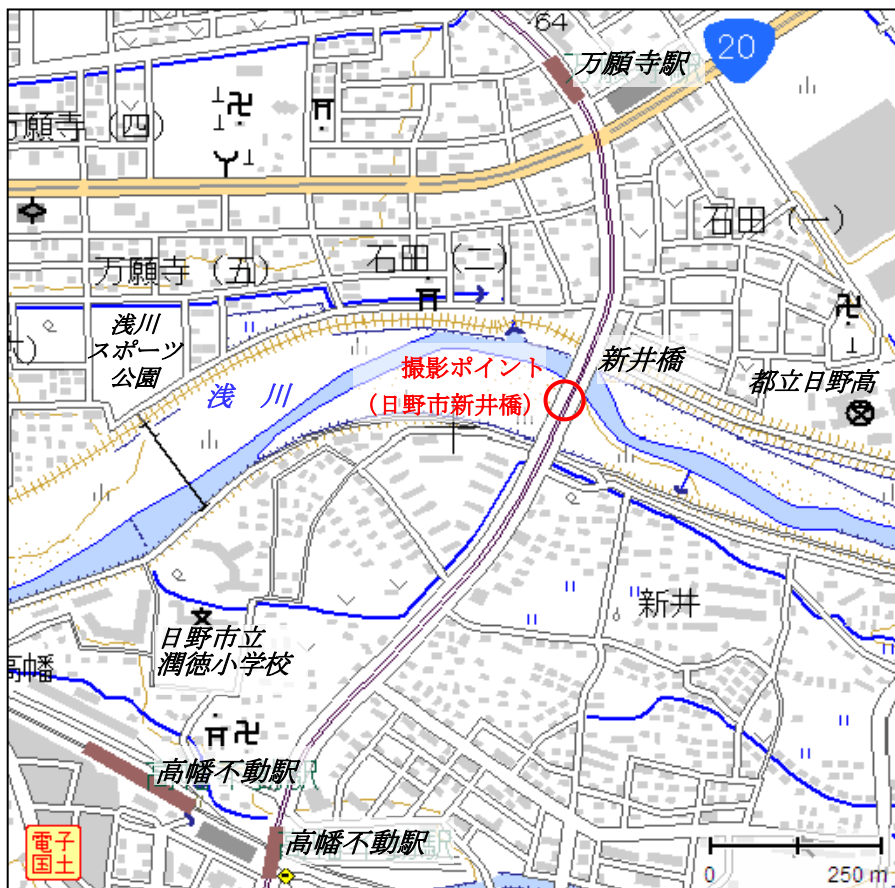 64
万願寺駅
20
万願寺（四）
石田（一）
石田（二）
万願寺（五）
浅川
スポーツ
公園
浅　川
撮影ポイント
（日野市新井橋）
新井橋
都立日野高
新井
日野市立
潤徳小学校
高幡
高幡不動駅
高幡不動駅
電子
国土
0
250 m